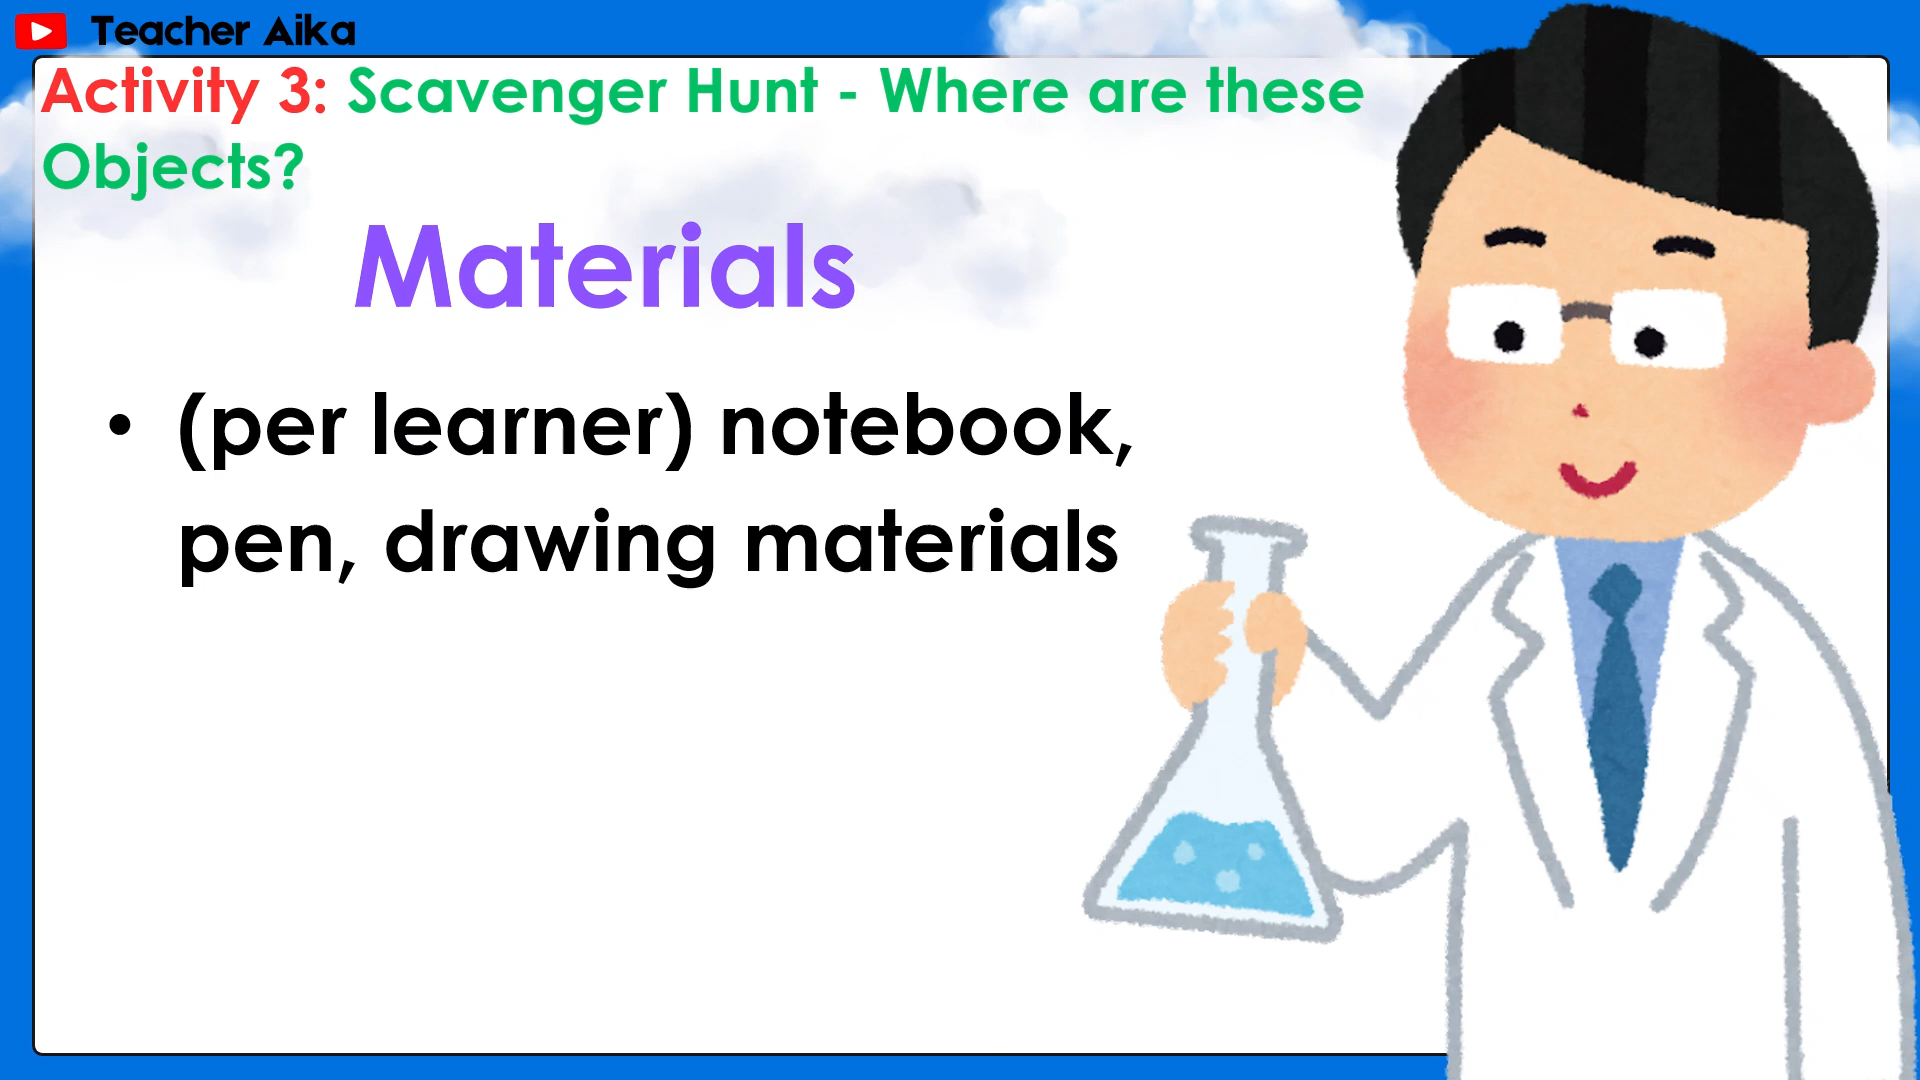 Teacher Aika
Activity 3: Scavenger Hunt - Where are these
Objects?
Materials
• (per learner) notebook,
pen, drawing materials